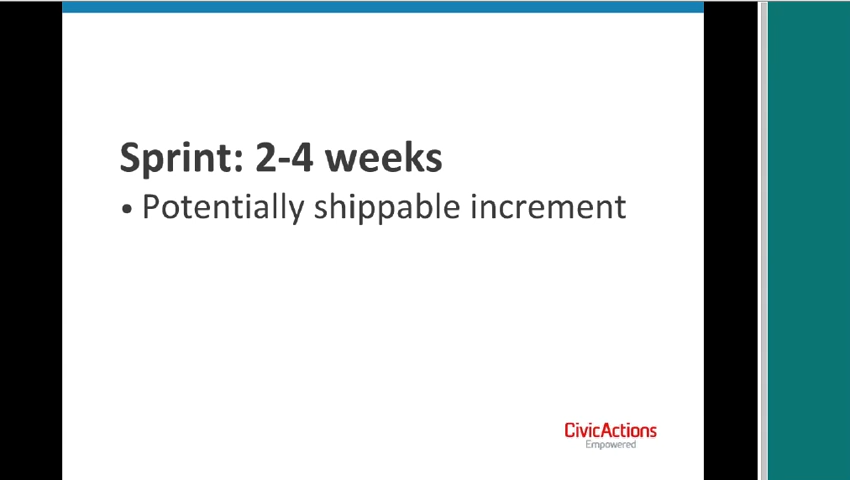 Sprint: 2-4 weeks
• Potentially shippable increment
CivicActions
Empowered